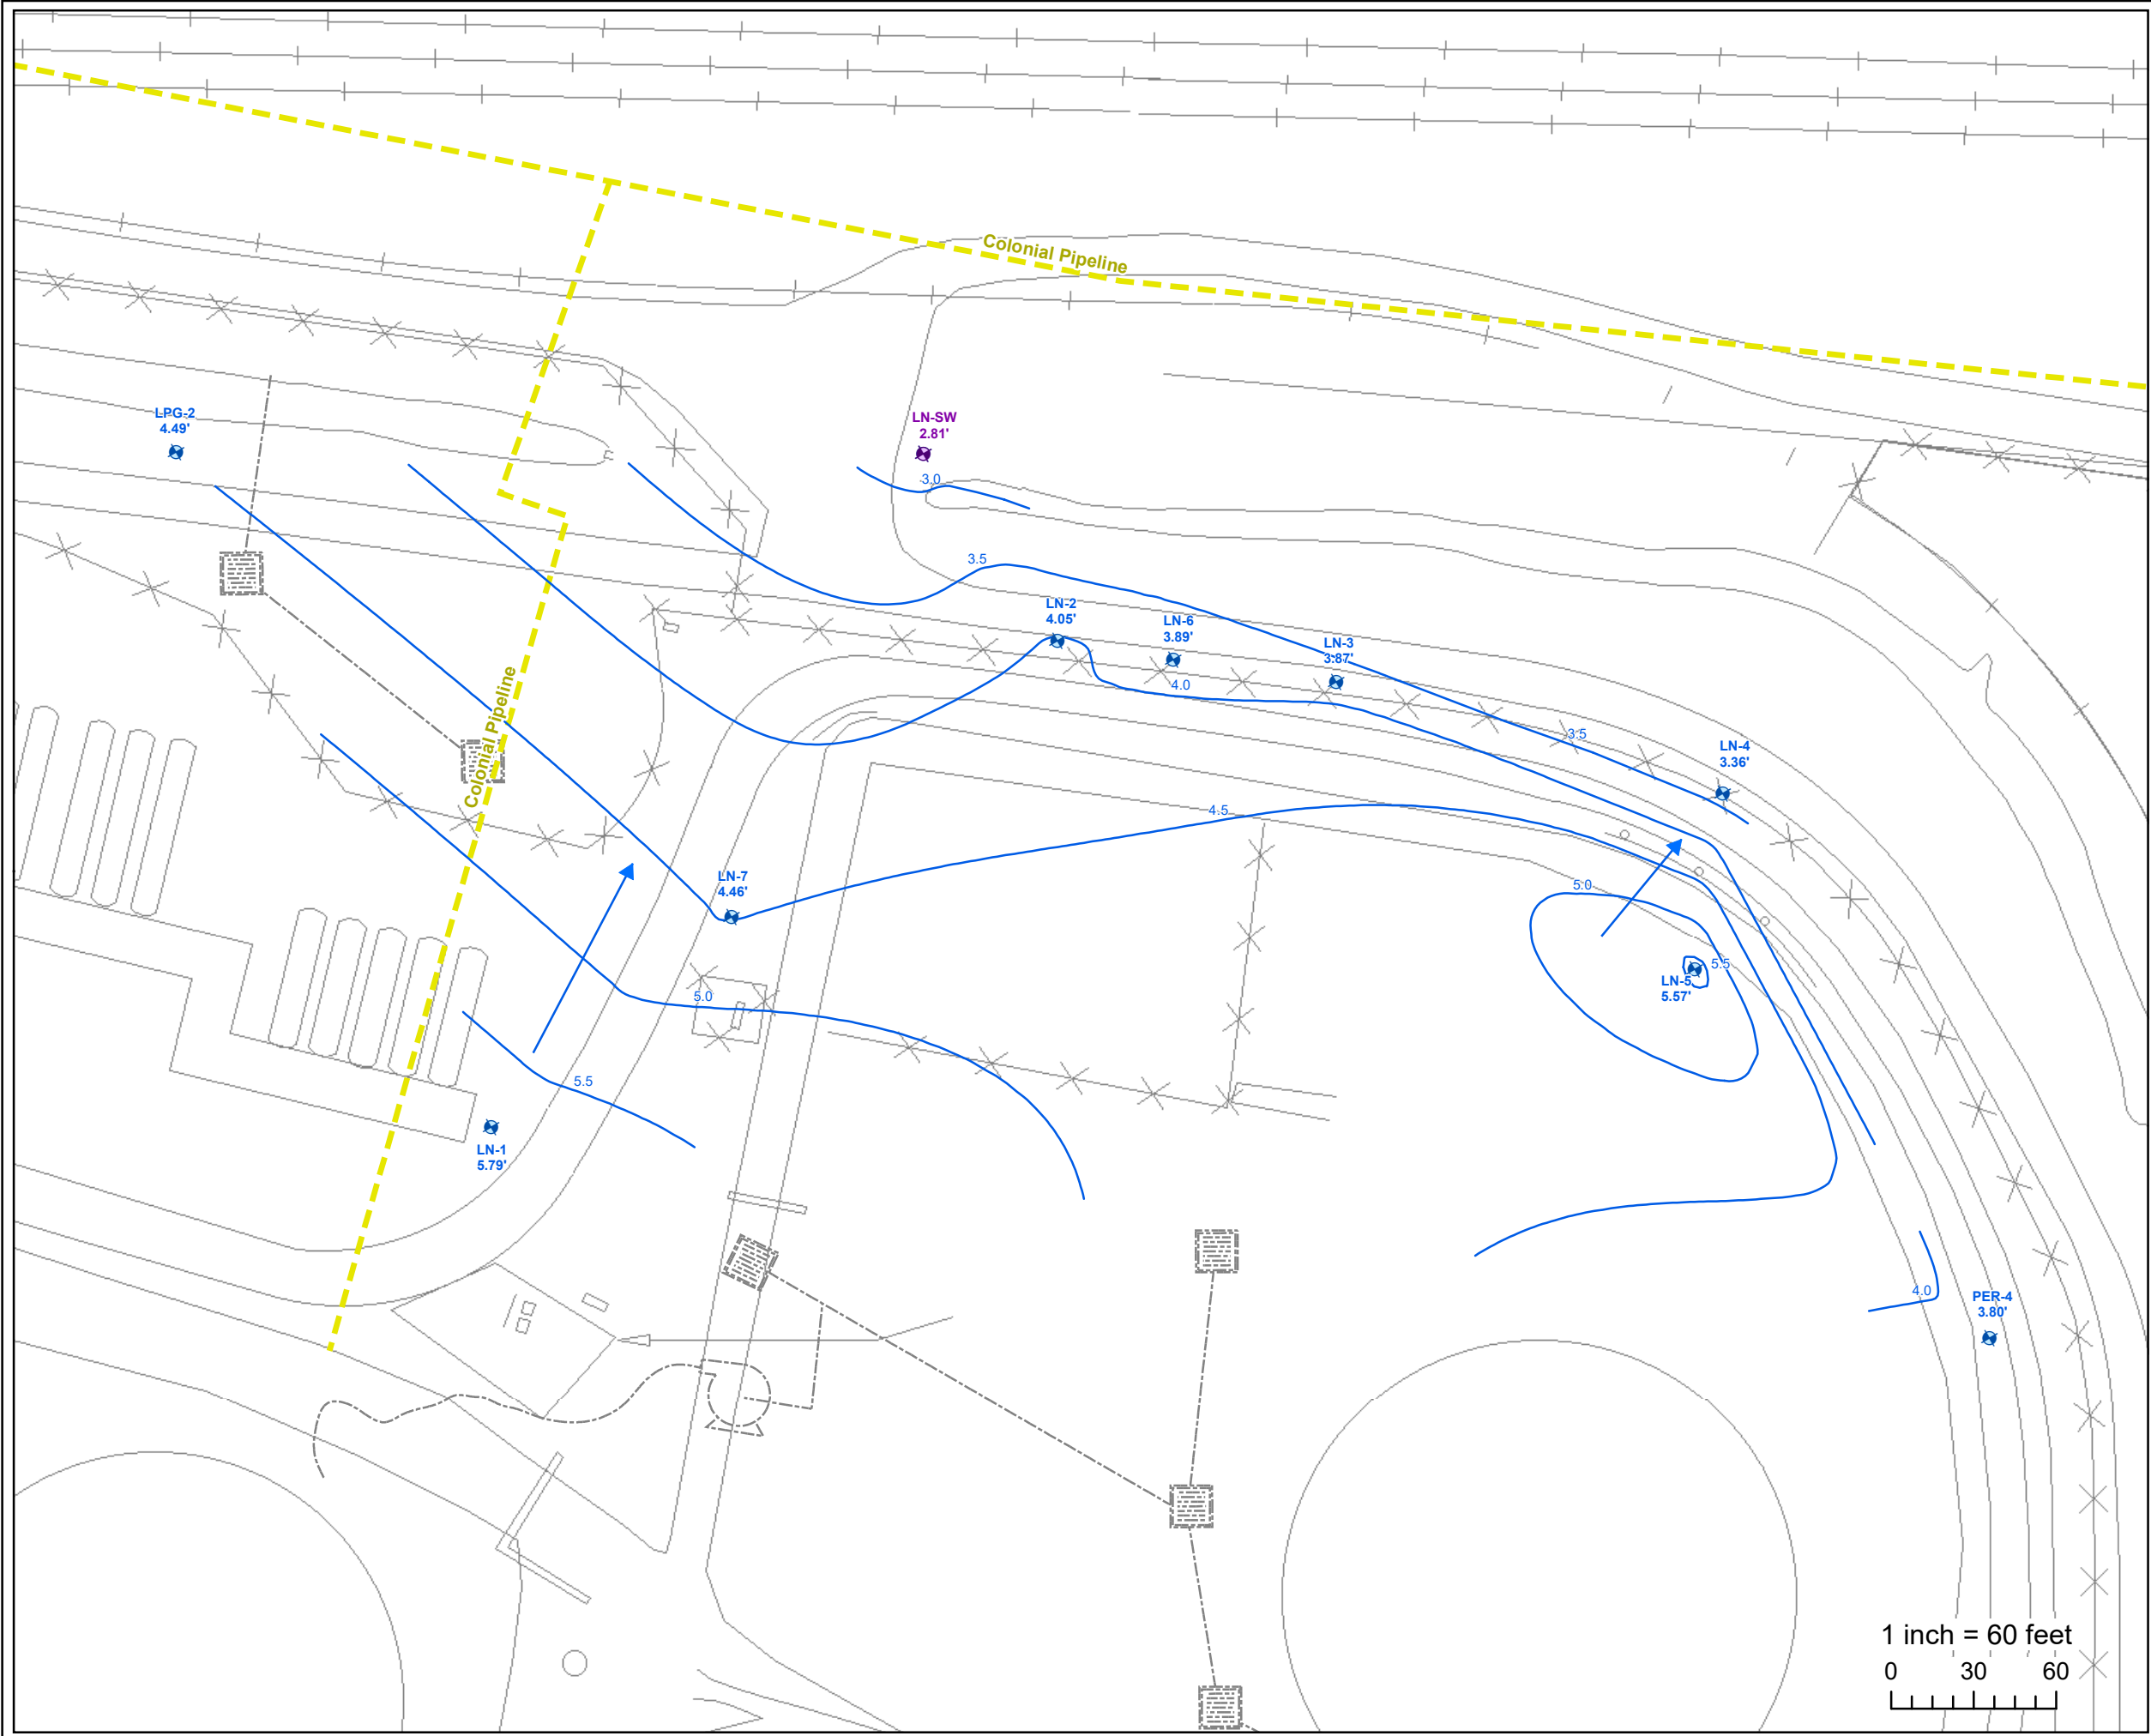 Colonial Pipeline
LPG-2
4.49'
LN-SW
2.81'
3.0
3.5
LN-2
4.05'
LN-6
3.89'
LN-3
3.87'
4.0
3.5
LN-4
3.36'
Colonial Pipeline
4.5
LN-7
4.46'
5.0
5.5
LN-5
5.57'
5.0
5.5
LN-1
5.79'
4.0
PER-4
3.80'
1 inch = 60 feet
0 30 60